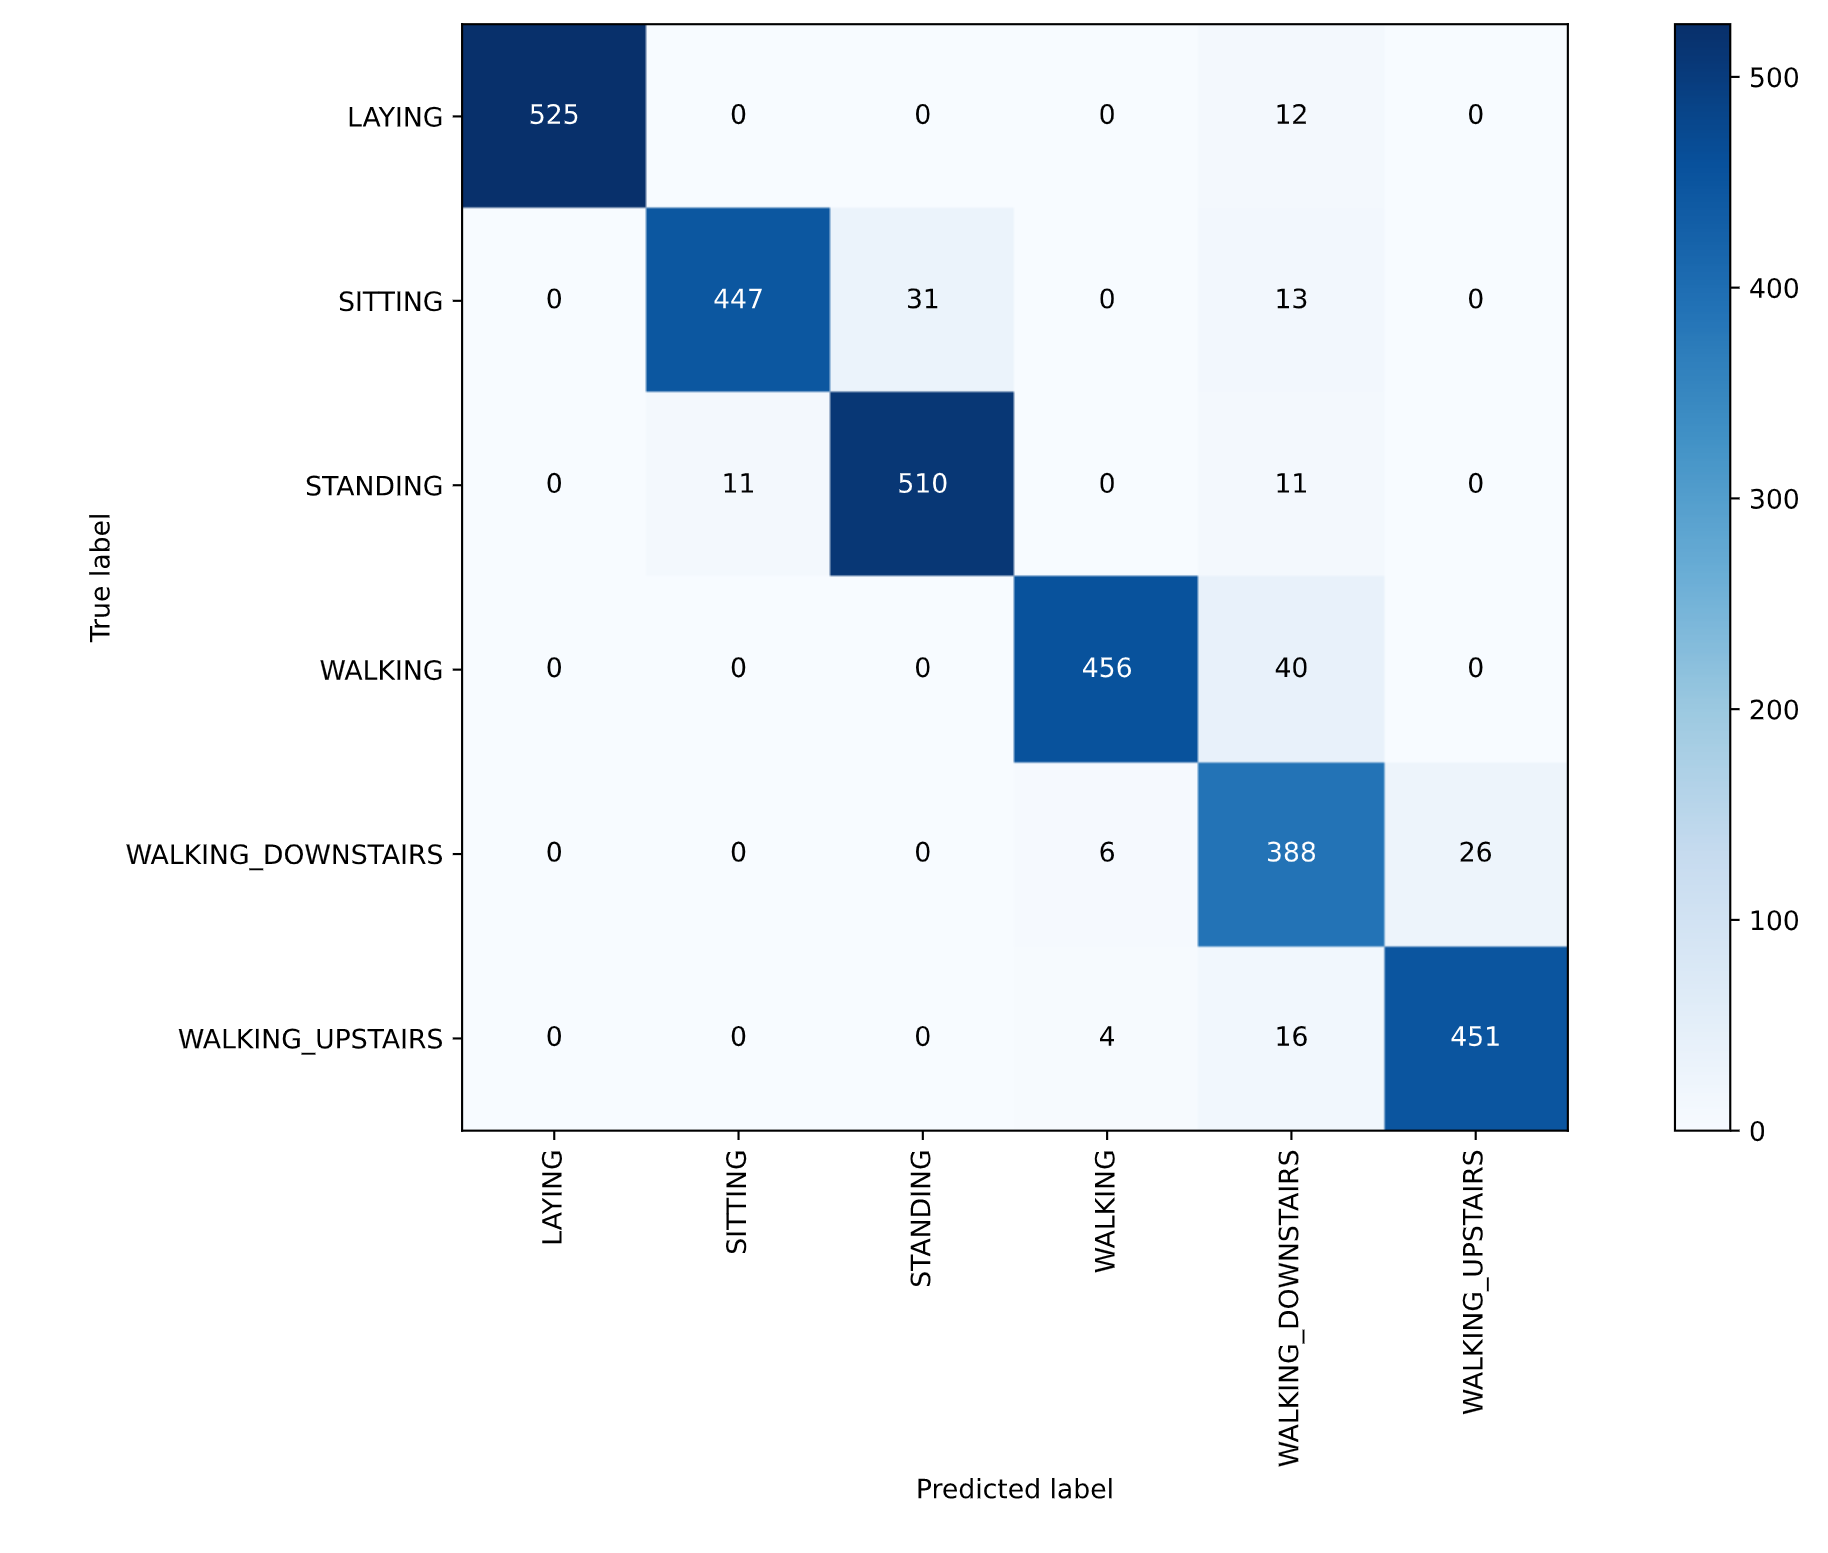 LAYING 525 0 0 0 12 0
SITTING 0 447 31 0 13 0
STANDING 0 11 510 0 11 0
WALKING 0 0 0 456 40 0
WALKING_DOWNSTAIRS 0 0 0 6 388 26
WALKING_UPSTAIRS 0 0 0 4 16 451
True label
LAYING
SITTING
STANDING
WALKING
WALKING_DOWNSTAIRS
WALKING_UPSTAIRS
Predicted label
500
400
300
200
100
0